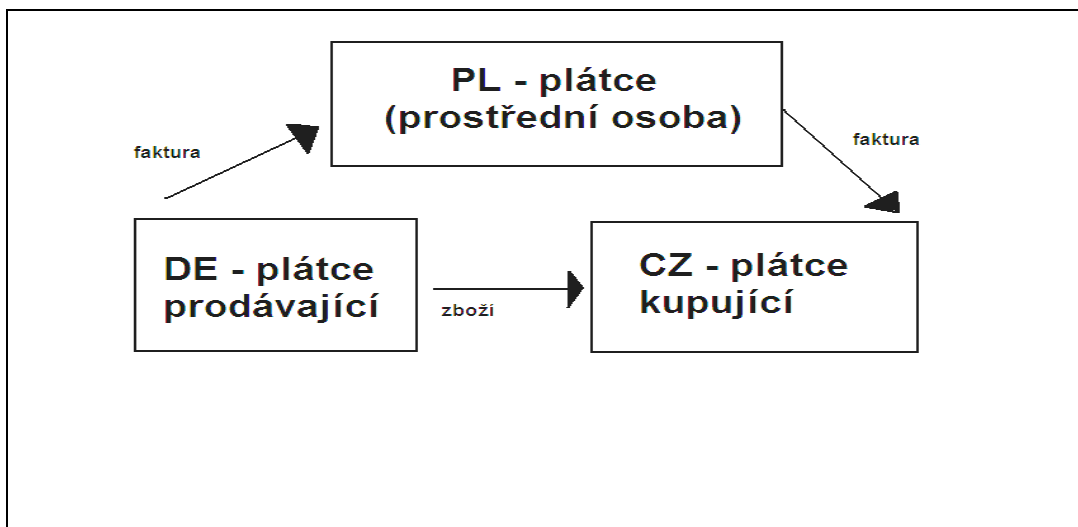 PL - plátce
(prostřední osoba)
faktura
faktura
DE - plátce
prodávající
zboží
CZ - plátce
kupující